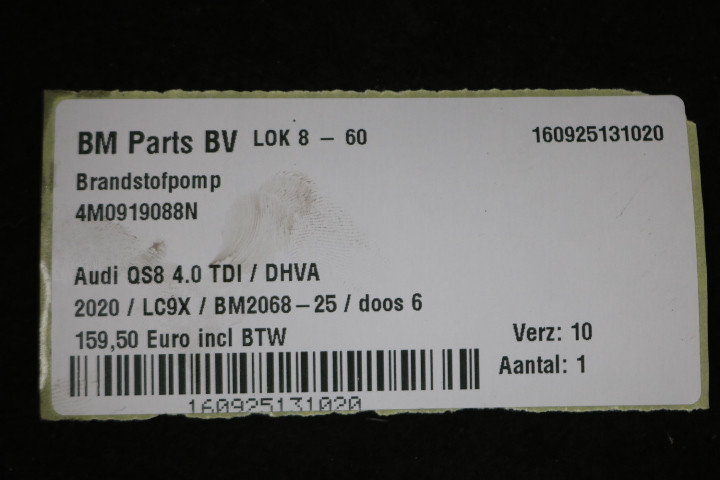 BM Parts BV LOK 8 - 60 160925131020
Brandstofpomp
4M0919088N
Audi QS8 4.0 TDI / DHVA
2020 / LC9X / BM2068-25 / doos 6
159,50 Euro incl BTW Verz: 10
Aantal: 1
160925131020